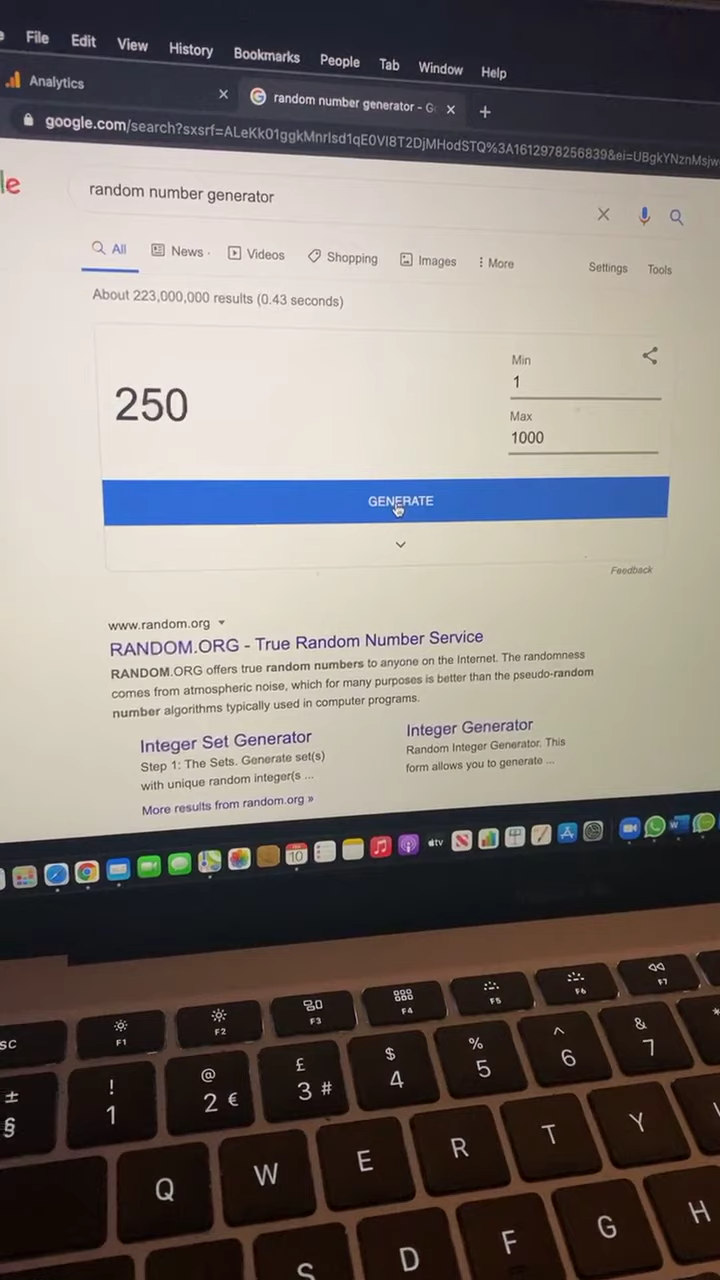 File Edit View History Bookmarks People Tab Window Help
Analytics
random number generator - G
google.com/search?sxsrf=ALeKk01ggkMnrlsd1qE0VI8T2DjMHodSTQ%3A1612978256839&ei=UBgkYNznMsjw
le
random number generator
All News Videos Shopping Images More Settings Tools
About 223,000,000 results (0.43 seconds)
Min
1
250
Max
1000
GENERATE
Feedback
www.random.org
RANDOM.ORG - True Random Number Service
RANDOM.ORG offers true random numbers to anyone on the Internet. The randomness
comes from atmospheric noise, which for many purposes is better than the pseudo-random
number algorithms typically used in computer programs.
Integer Set Generator
Step 1: The Sets. Generate set(s)
with unique random integer(s ...
More results from random.org »
Integer Generator
Random Integer Generator. This
form allows you to generate ...
10
tv
W
sc F1 F2 F3 F4 F5 F6 F7
± ! @ £ $ % ^ &
§ 1 2 € 3 # 4 5 6 7
Q W E R T Y
S D F G H